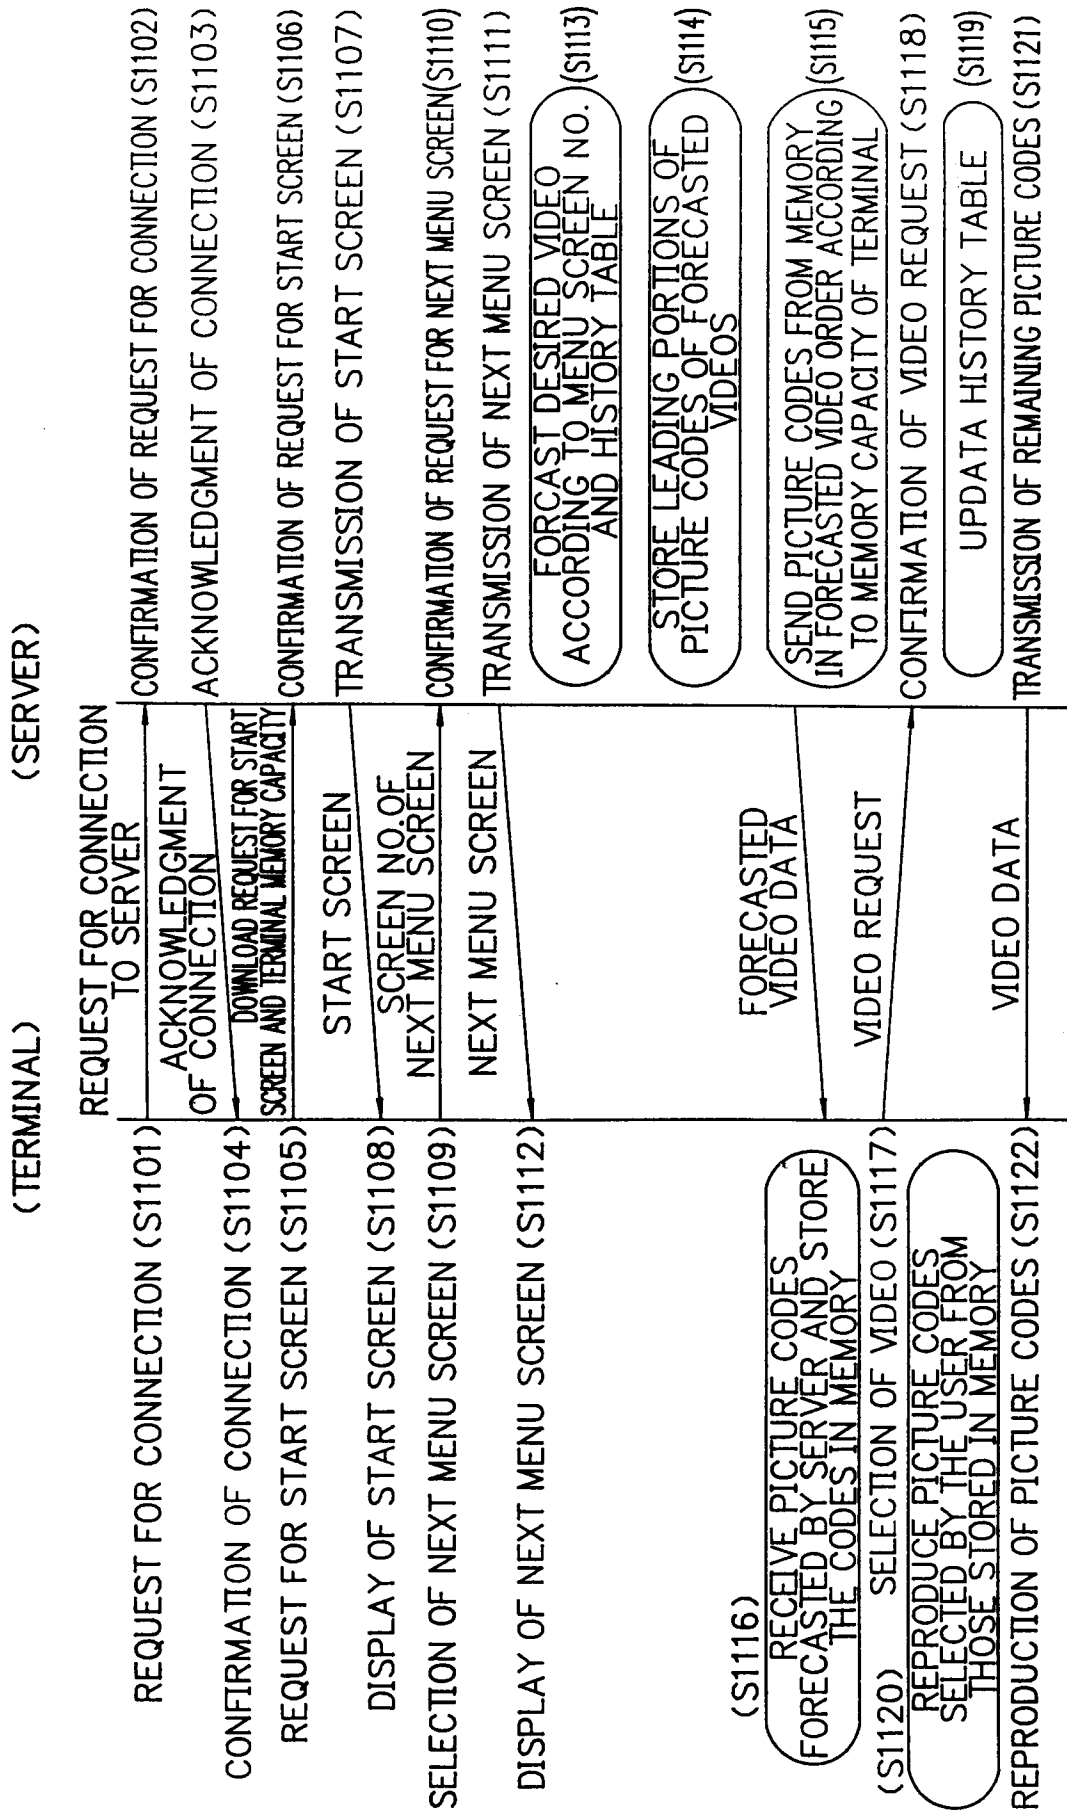 (TERMINAL)
(SERVER)
REQUEST FOR CONNECTION
TO SERVER
REQUEST FOR CONNECTION (S1101)
CONFIRMATION OF REQUEST FOR CONNECTION (S1102)
ACKNOWLEDGMENT
OF CONNECTION
ACKNOWLEDGMENT OF CONNECTION (S1103)
CONFIRMATION OF CONNECTION (S1104)
DOWNLOAD REQUEST FOR START
SCREEN AND TERMINAL MEMORY CAPACITY
REQUEST FOR START SCREEN (S1105)
CONFIRMATION OF REQUEST FOR START SCREEN (S1106)
START SCREEN
TRANSMISSION OF START SCREEN (S1107)
DISPLAY OF START SCREEN (S1108)
SCREEN NO.OF
NEXT MENU SCREEN
SELECTION OF NEXT MENU SCREEN (S1109)
CONFIRMATION OF REQUEST FOR NEXT MENU SCREEN(S1110)
NEXT MENU SCREEN
TRANSMISSION OF NEXT MENU SCREEN (S1111)
DISPLAY OF NEXT MENU SCREEN (S1112)
FORCAST DESIRED VIDEO
ACCORDING TO MENU SCREEN NO.
AND HISTORY TABLE
(S1113)
STORE LEADING PORTIONS OF
PICTURE CODES OF FORECASTED
VIDEOS
(S1114)
SEND PICTURE CODES FROM MEMORY
IN FORECASTED VIDEO ORDER ACCORDING
TO MEMORY CAPACITY OF TERMINAL
(S1115)
FORECASTED
VIDEO DATA
(S1116)
RECEIVE PICTURE CODES
FORECASTED BY SERVER AND STORE
THE CODES IN MEMORY
SELECTION OF VIDEO (S1117)
VIDEO REQUEST
CONFIRMATION OF VIDEO REQUEST (S1118)
UPDATA HISTORY TABLE
(S1119)
(S1120)
REPRODUCE PICTURE CODES
SELECTED BY THE USER FROM
THOSE STORED IN MEMORY
VIDEO DATA
TRANSMISSION OF REMAINING PICTURE CODES (S1121)
REPRODUCTION OF PICTURE CODES (S1122)